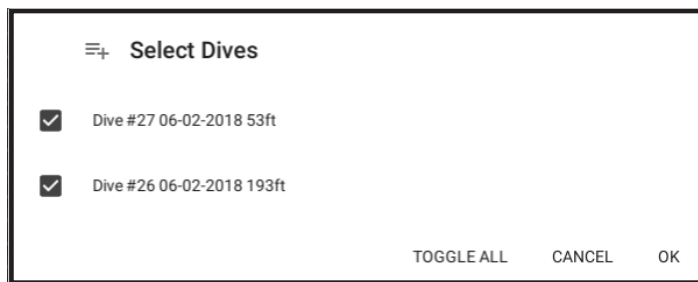 Select Dives
Dive #27 06-02-2018 53ft
Dive #26 06-02-2018 193ft
TOGGLE ALL CANCEL OK